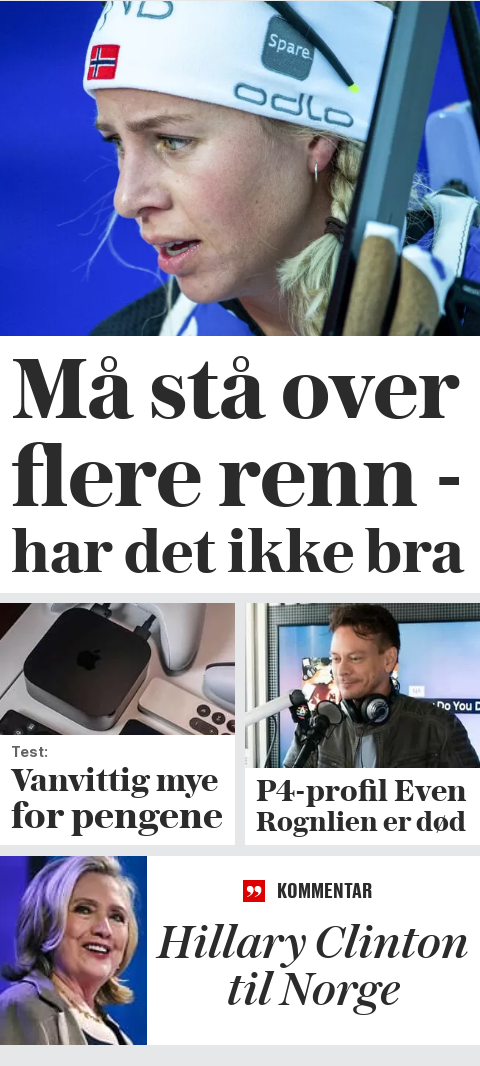 Spare.
odlo
Må stå over
flere renn -
har det ikke bra
Test:
Vanvittig mye
for pengene
Do You D
P4-profil Even
Rognlien er død
KOMMENTAR
Hillary Clinton
til Norge